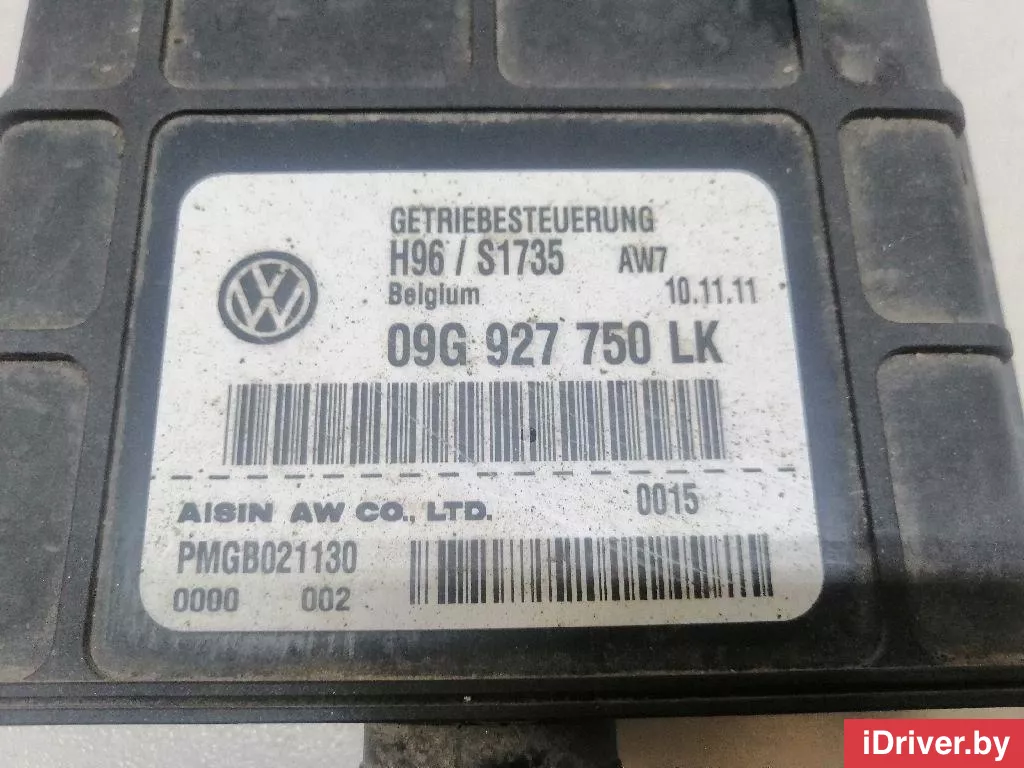 GETRIEBESTEUERUNG
H96 / S1735 AW7
Belgium 10.11.11
09G 927 750 LK
AISIN AW CO., LTD. 0015
PMGB021130
0000 002
iDriver.by